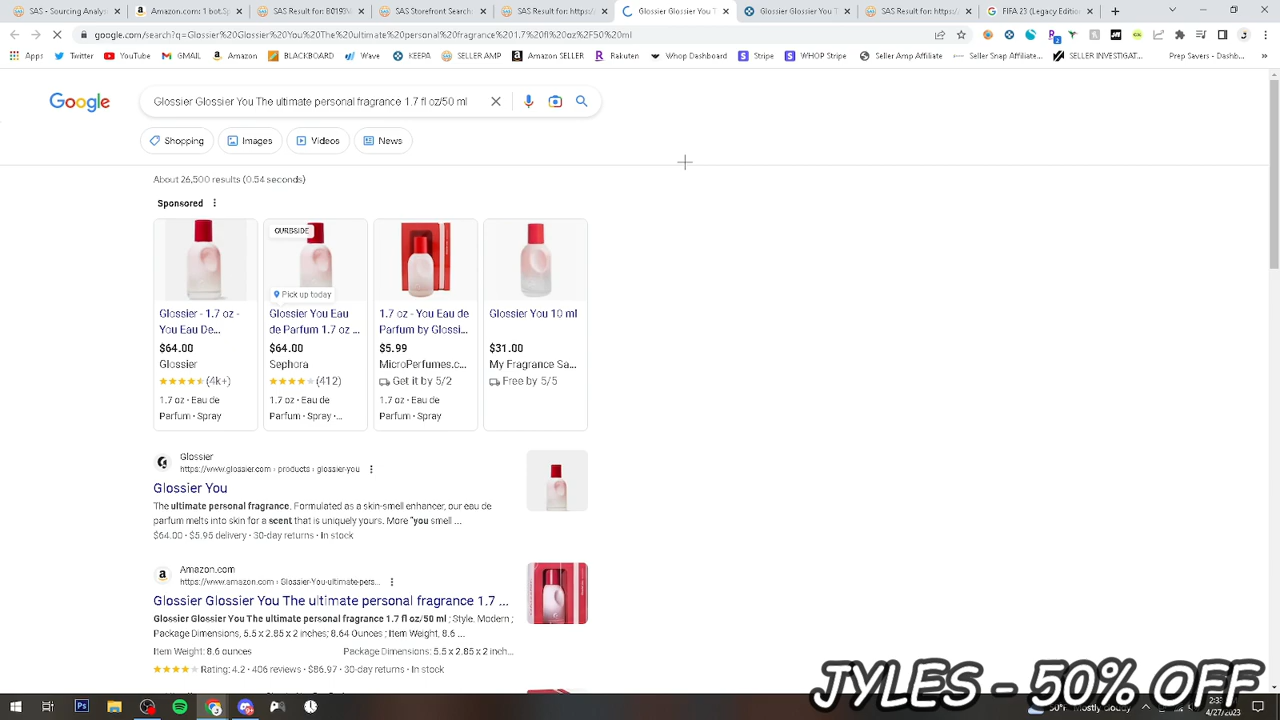 SAS - Sourcing Analy
Amazon.com: 1 bot.Sp
SAS Result for: B0193V
SAS Storefront Search
SAS Result for: https:/
Glossier Glossier You T
Glossier Glossier You T
SAS Result for: https:/
FIFA 23 (Legacy Edition
google.com/search?q=Glossier%20Glossier%20You%20The%20ultimate%20personal%20fragrance%201.7%20fl%20oz%2F50%20ml
Apps
Twitter
YouTube
GMAIL
Amazon
BLACKBOARD
Wave
KEEPA
SELLER AMP
Amazon SELLER
Rakuten
Whop Dashboard
Stripe
WHOP Stripe
Seller Amp Affiliate
Seller Snap Affiliate...
SELLER INVESTIGAT...
Prep Savers - Dashb...
Google
Glossier Glossier You The ultimate personal fragrance 1.7 fl oz/50 ml
Shopping
Images
Videos
News
About 26,500 results (0.54 seconds)
Sponsored
Glossier - 1.7 oz -
You Eau De...
$64.00
Glossier
(4k+)
1.7 oz · Eau de
Parfum · Spray
CURBSIDE
Pick up today
Glossier You Eau
de Parfum 1.7 oz ...
$64.00
Sephora
(412)
1.7 oz · Eau de
Parfum · Spray ·...
1.7 oz - You Eau de
Parfum by Glossi...
$5.99
MicroPerfumes.c...
Get it by 5/2
1.7 oz · Eau de
Parfum · Spray
Glossier You 10 ml
$31.00
My Fragrance Sa...
Free by 5/5
Glossier
https://www.glossier.com › products › glossier-you
Glossier You
The ultimate personal fragrance. Formulated as a skin-smell enhancer, our eau de
parfum melts into skin for a scent that is uniquely yours. More "you smell ...
$64.00 · $5.95 delivery · 30-day returns · In stock
Amazon.com
https://www.amazon.com › Glossier-You-ultimate-pers...
Glossier Glossier You The ultimate personal fragrance 1.7 ...
Glossier Glossier You The ultimate personal fragrance 1.7 fl oz/50 ml ; Style. Modern ;
Package Dimensions, 5.5 x 2.85 x 2 inches; 8.64 Ounces ; Item Weight, 8.6 ...
Item Weight: 8.6 ounces
Package Dimensions: 5.5 x 2.85 x 2 in...
Rating: 4.2 · 406 reviews · $86.97 · 30-day returns · In stock
JYLES - 50% OFF
Mostly cloudy
4/27/2023